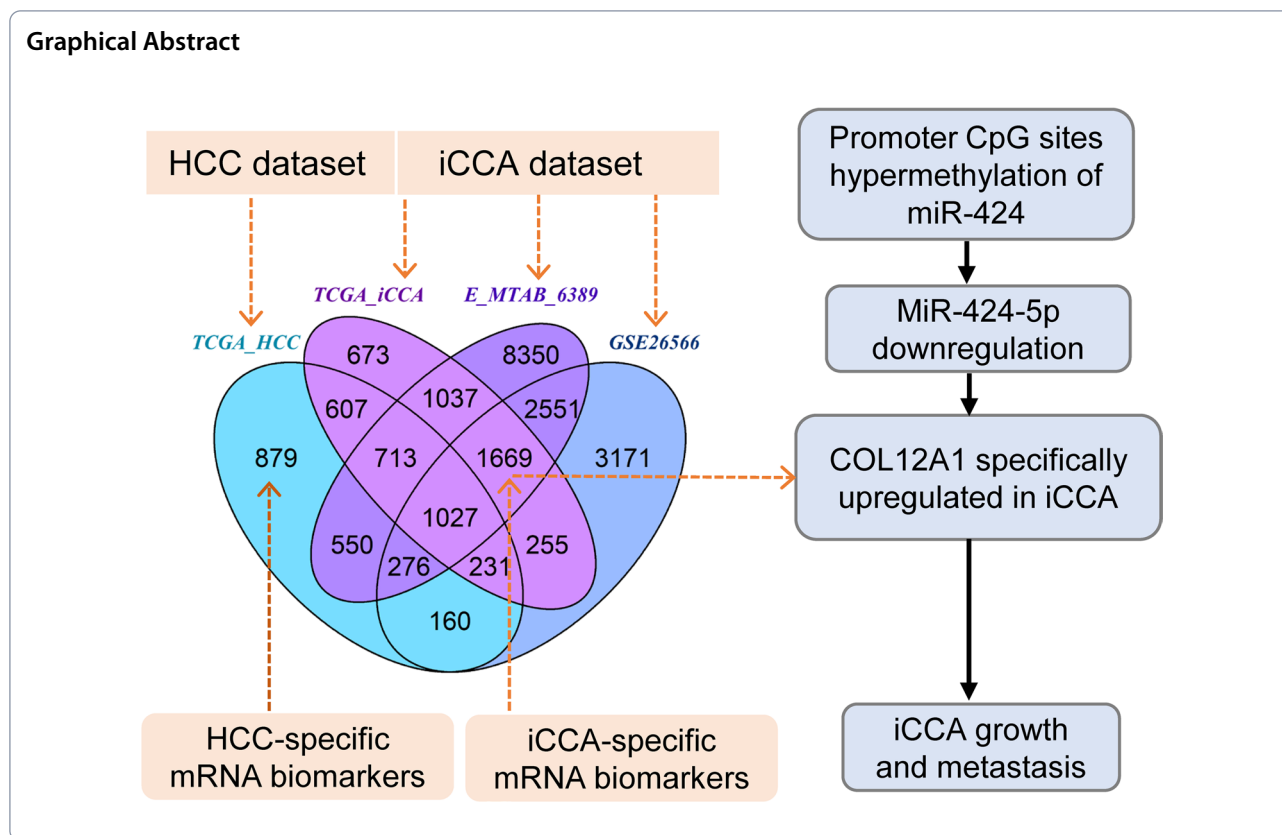 Graphical Abstract
HCC dataset
iCCA dataset
TCGA_iCCA
E_MTAB_6389
TCGA_HCC
GSE26566
673
8350
607
1037
2551
879
713
1669
3171
1027
550
276
231
255
160
HCC-specific
mRNA biomarkers
iCCA-specific
mRNA biomarkers
Promoter CpG sites
hypermethylation of
miR-424
MiR-424-5p
downregulation
COL12A1 specifically
upregulated in iCCA
iCCA growth
and metastasis